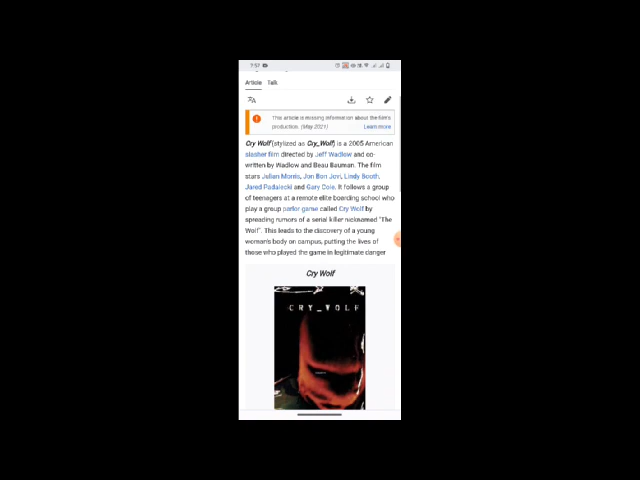 7:57
Article Talk
This article is missing information about the film's
production. (May 2021) Learn more
Cry Wolf (stylized as Cry_Wolf) is a 2005 American
slasher film directed by Jeff Wadlow and co-
written by Wadlow and Beau Bauman. The film
stars Julian Morris, Jon Bon Jovi, Lindy Booth,
Jared Padalecki and Gary Cole. It follows a group
of teenagers at a remote elite boarding school who
play a group parlor game called Cry Wolf by
spreading rumors of a serial killer nicknamed "The
Wolf". This leads to the discovery of a young
woman's body on campus, putting the lives of
those who played the game in legitimate danger
Cry Wolf
CRY_WOLF